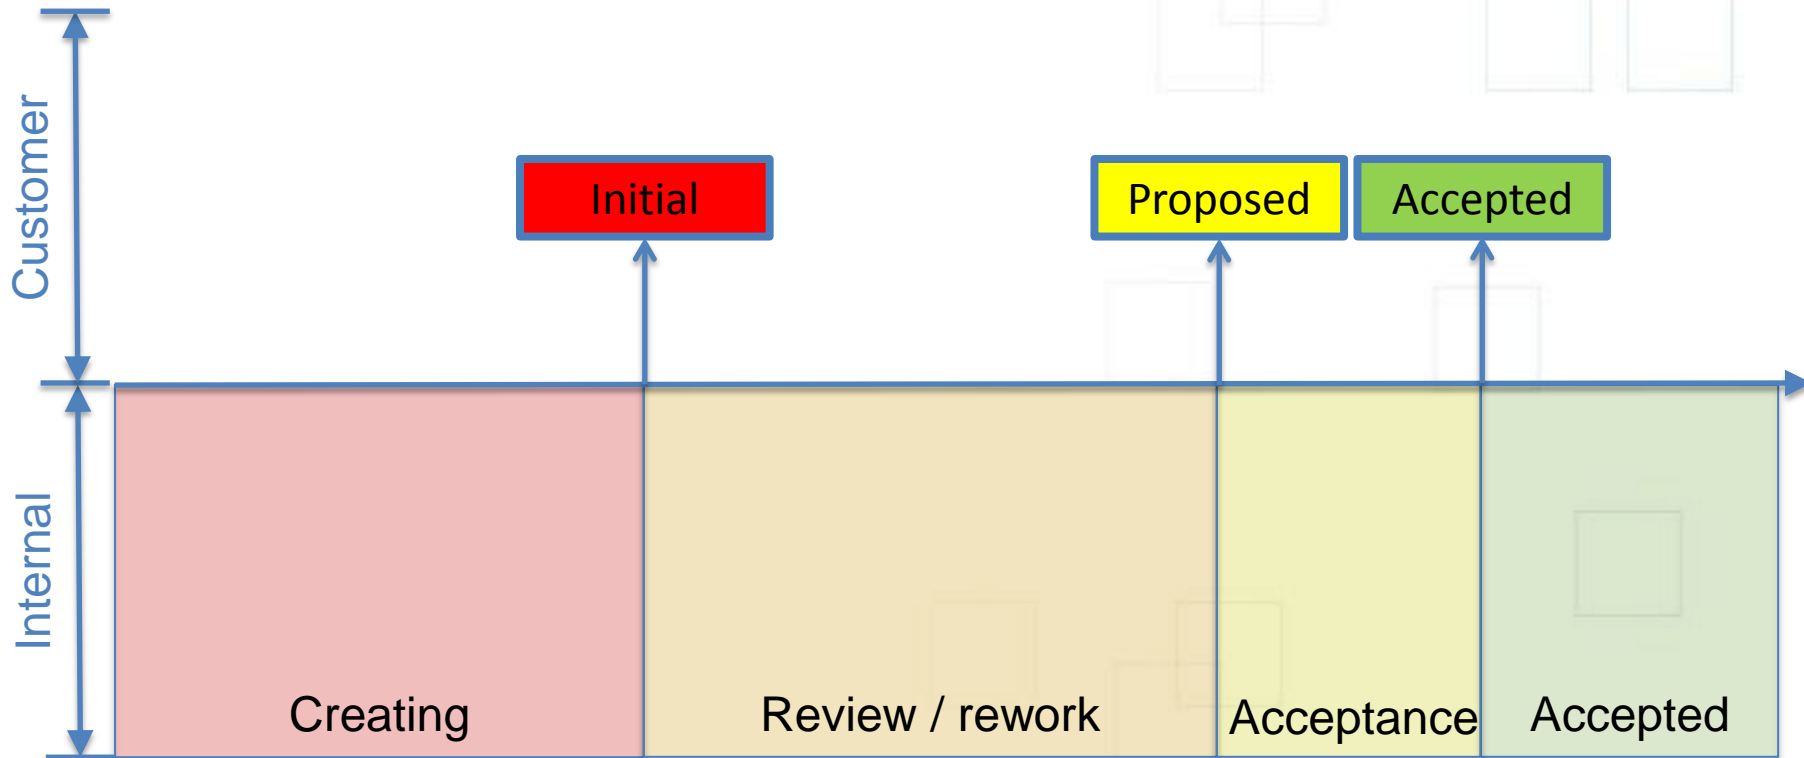 Customer
Initial
Proposed
Accepted
Internal
Creating
Review / rework
Acceptance
Accepted